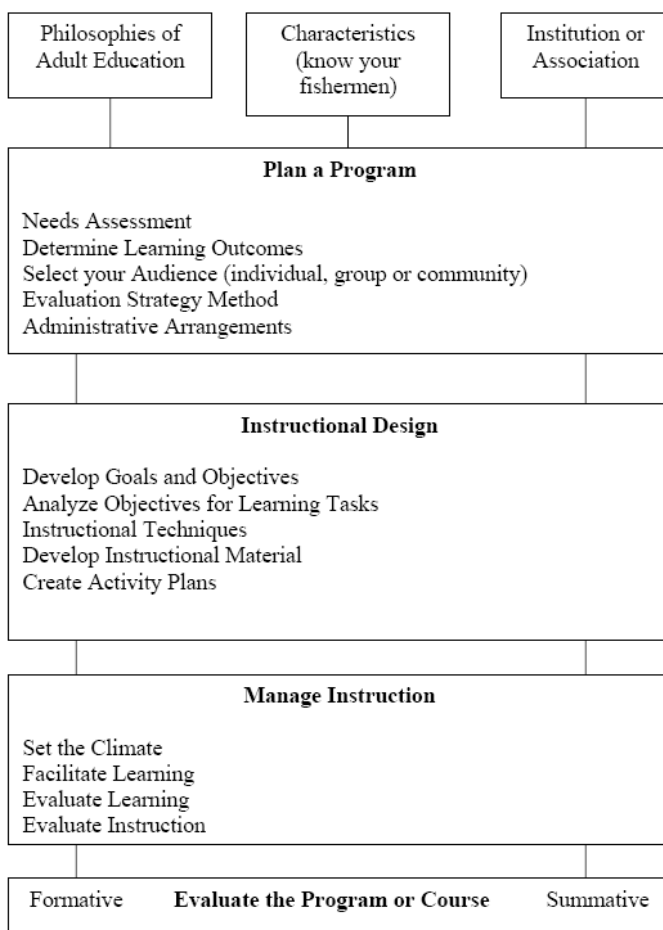 Philosophies of
Adult Education
Characteristics
(know your
fishermen)
Institution or
Association
Plan a Program
Needs Assessment
Determine Learning Outcomes
Select your Audience (individual, group or community)
Evaluation Strategy Method
Administrative Arrangements
Instructional Design
Develop Goals and Objectives
Analyze Objectives for Learning Tasks
Instructional Techniques
Develop Instructional Material
Create Activity Plans
Manage Instruction
Set the Climate
Facilitate Learning
Evaluate Learning
Evaluate Instruction
Formative Evaluate the Program or Course Summative